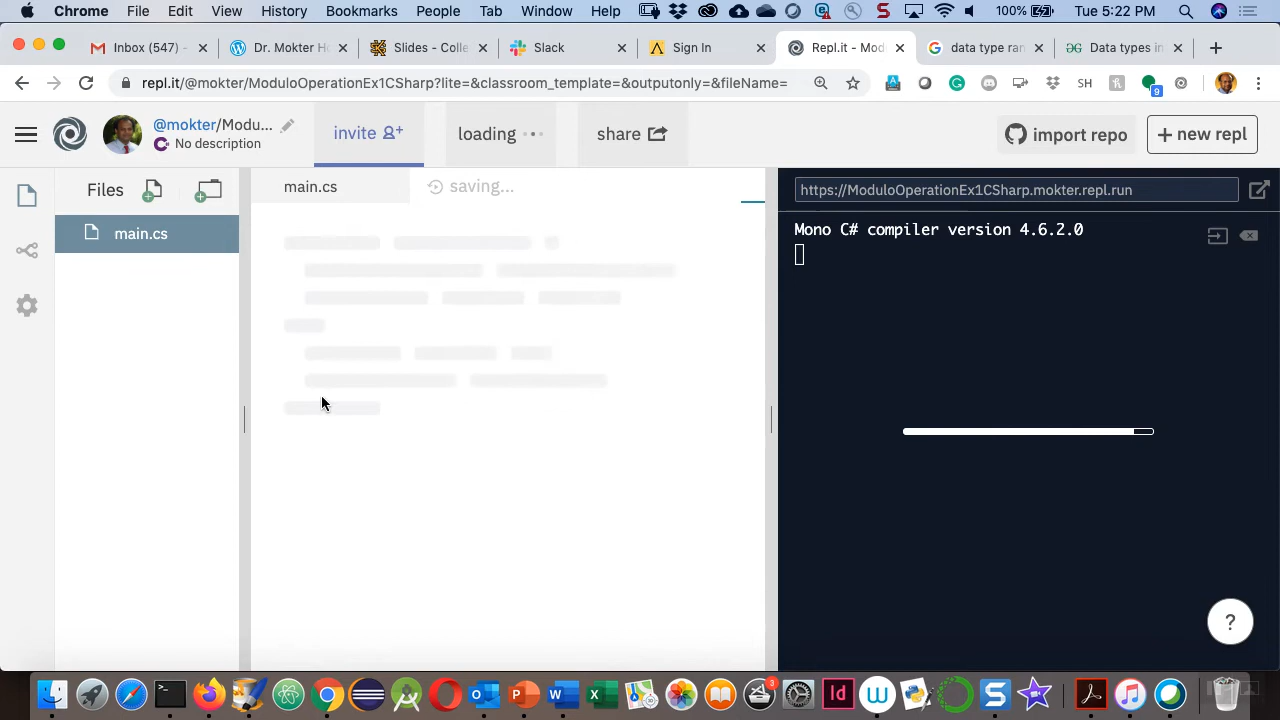 Chrome File Edit View History Bookmarks People Tab Window Help 100% Tue 5:22 PM
Inbox (547) - Dr. Mokter H Slides - Colle Slack Sign In Repl.it - Mod data type ran Data types in
repl.it/@mokter/ModuloOperationEx1CSharp?lite=&classroom_template=&outputonly=&fileName= SH 9
@mokter/Modu... invite loading share import repo + new repl
No description
Files main.cs saving... https://ModuloOperationEx1CSharp.mokter.repl.run
main.cs Mono C# compiler version 4.6.2.0
?
3